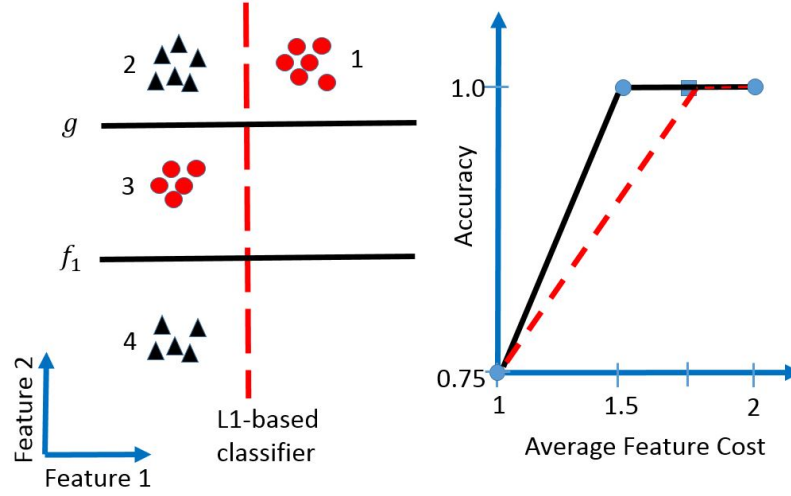 2
1
g
3
f₁
4
L1-based
classifier
Feature 2
Feature 1
1.0
Accuracy
0.75
1
1.5
2
Average Feature Cost